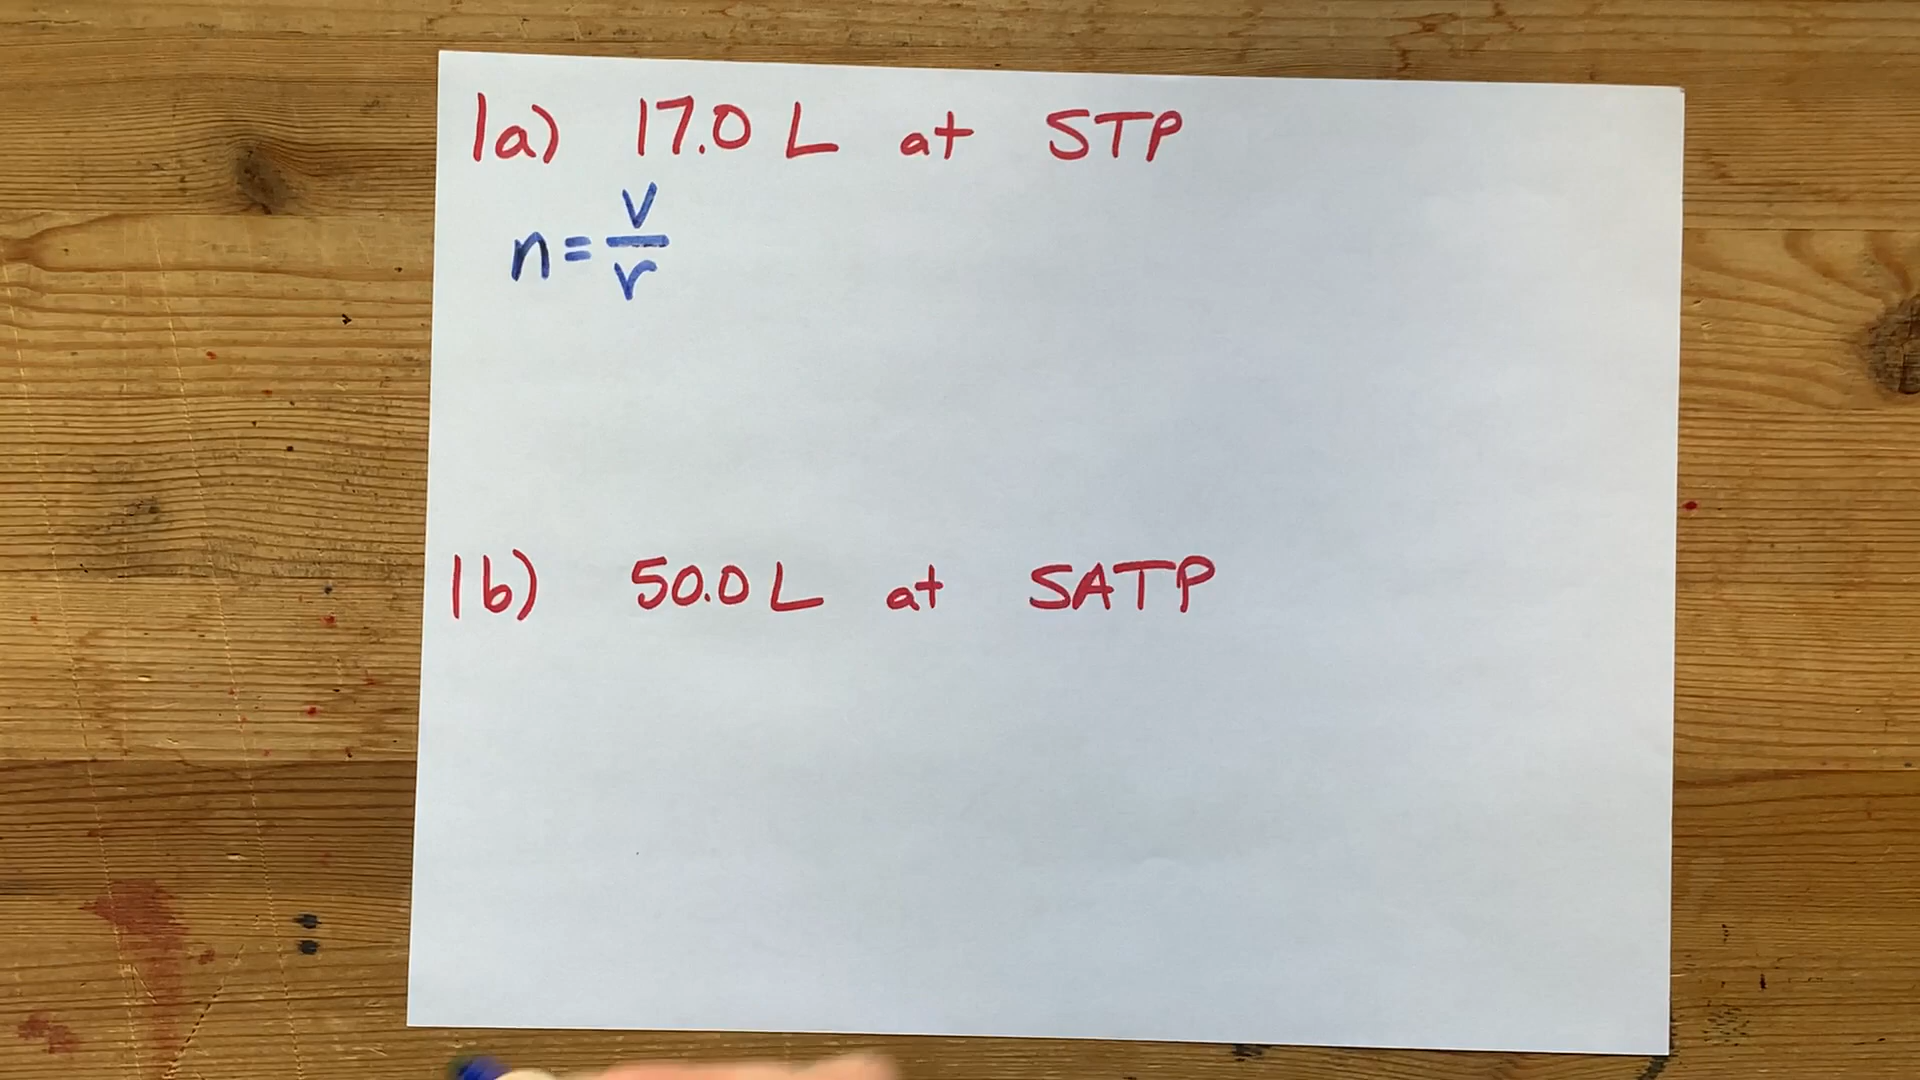 1a) 17.0 L at STP
n = v/r
1b) 50.0 L at SATP